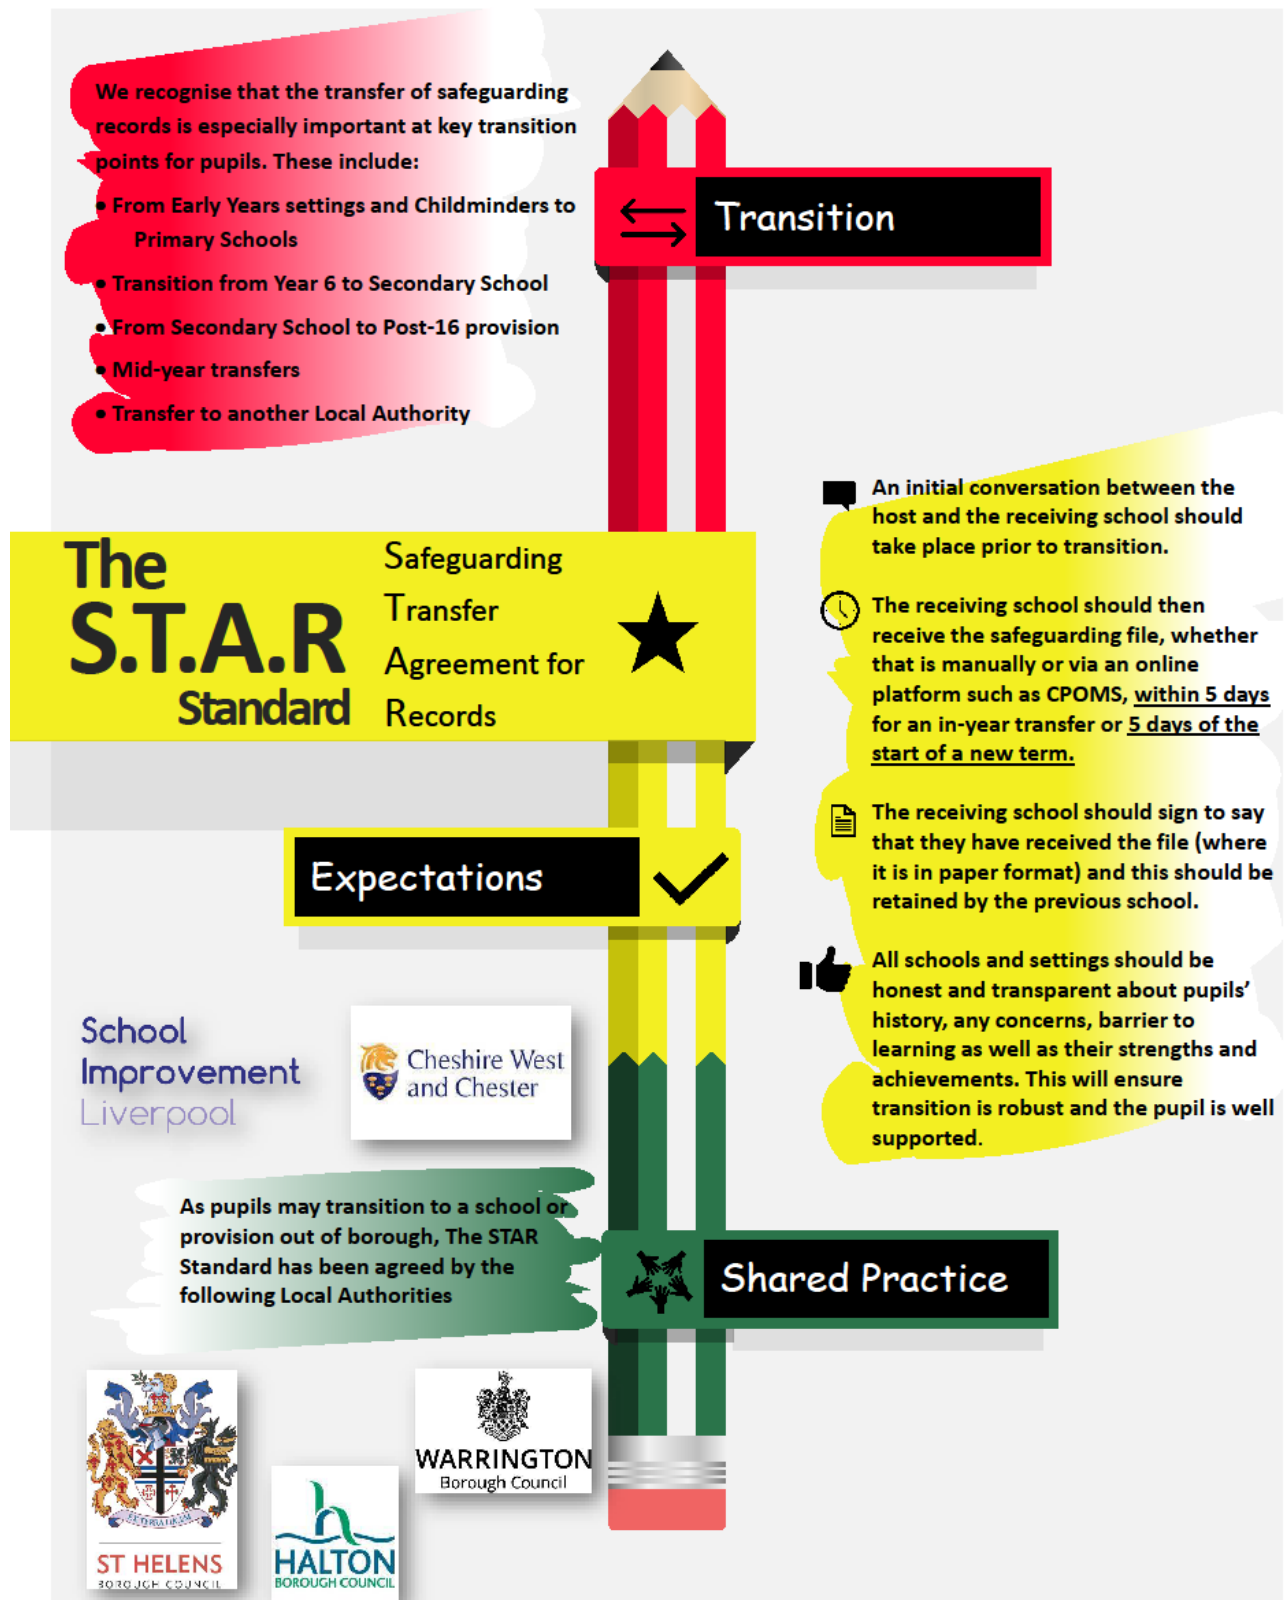 We recognise that the transfer of safeguarding
records is especially important at key transition
points for pupils. These include:
• From Early Years settings and Childminders to
Primary Schools
• Transition from Year 6 to Secondary School
• From Secondary School to Post-16 provision
• Mid-year transfers
• Transfer to another Local Authority
Transition
The
S.T.A.R
Standard
Safeguarding
Transfer
Agreement for
Records
An initial conversation between the
host and the receiving school should
take place prior to transition.
The receiving school should then
receive the safeguarding file, whether
that is manually or via an online
platform such as CPOMS, within 5 days
for an in-year transfer or 5 days of the
start of a new term.
The receiving school should sign to say
that they have received the file (where
it is in paper format) and this should be
retained by the previous school.
All schools and settings should be
honest and transparent about pupils’
history, any concerns, barrier to
learning as well as their strengths and
achievements. This will ensure
transition is robust and the pupil is well
supported.
Expectations
School
Improvement
Liverpool
Cheshire West
and Chester
As pupils may transition to a school or
provision out of borough, The STAR
Standard has been agreed by the
following Local Authorities
Shared Practice
ST HELENS
BOROUGH COUNCIL
HALTON
BOROUGH COUNCIL
WARRINGTON
Borough Council